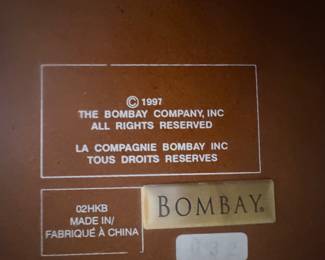 © 1997
THE BOMBAY COMPANY, INC
ALL RIGHTS RESERVED
LA COMPAGNIE BOMBAY INC
TOUS DROITS RESERVES
02HKB
MADE IN/
FABRIQUÉ À CHINA
BOMBAY®